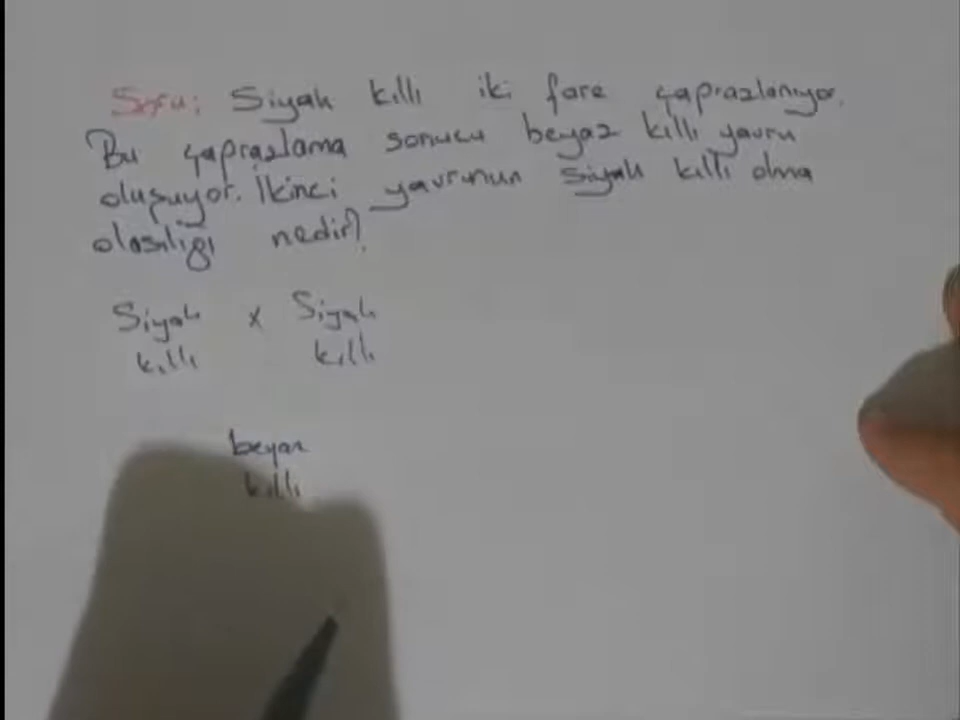 Soru: Siyah kıllı iki fare çaprazlanıyor.
Bu çaprazlama sonucu beyaz kıllı yavru
oluşuyor. İkinci yavrunun siyah kıllı olma
olasılığı nedir?
Siyah x Siyah
kıllı kıllı
beyaz
kıllı